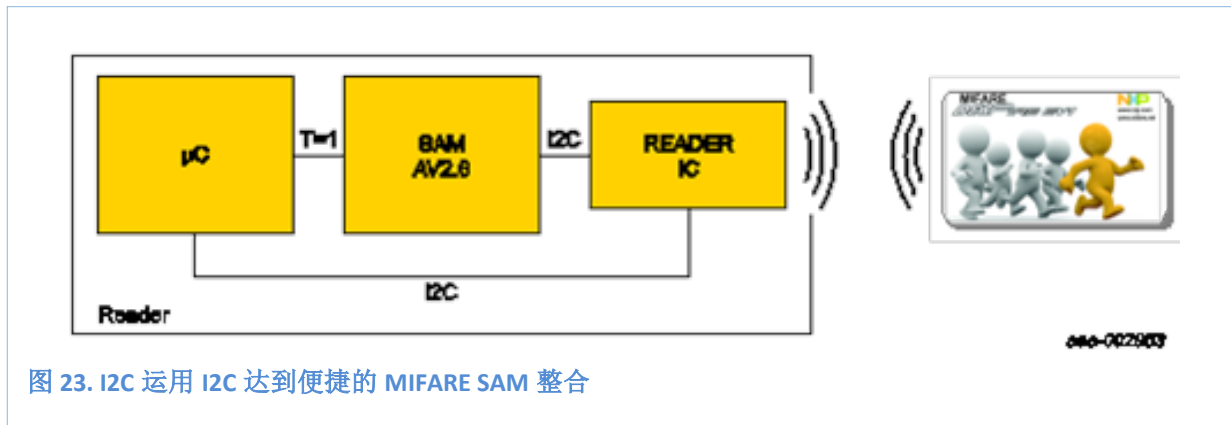 µC
T=1
SAM
AV2.6
I2C
READER
IC
I2C
Reader
MIFARE
NXP
图 23. I2C 运用 I2C 达到便捷的 MIFARE SAM 整合